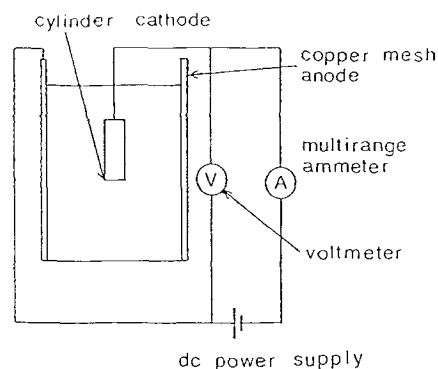 cylinder cathode
copper mesh
anode
multirange
ammeter
V
A
voltmeter
dc power supply